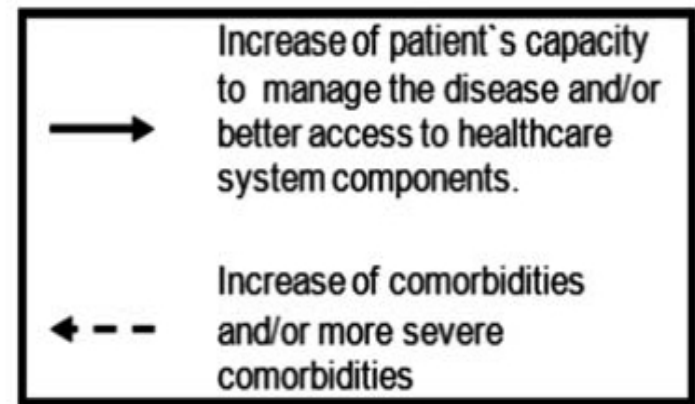 Increase of patient`s capacity
to manage the disease and/or
better access to healthcare
system components.
Increase of comorbidities
and/or more severe
comorbidities